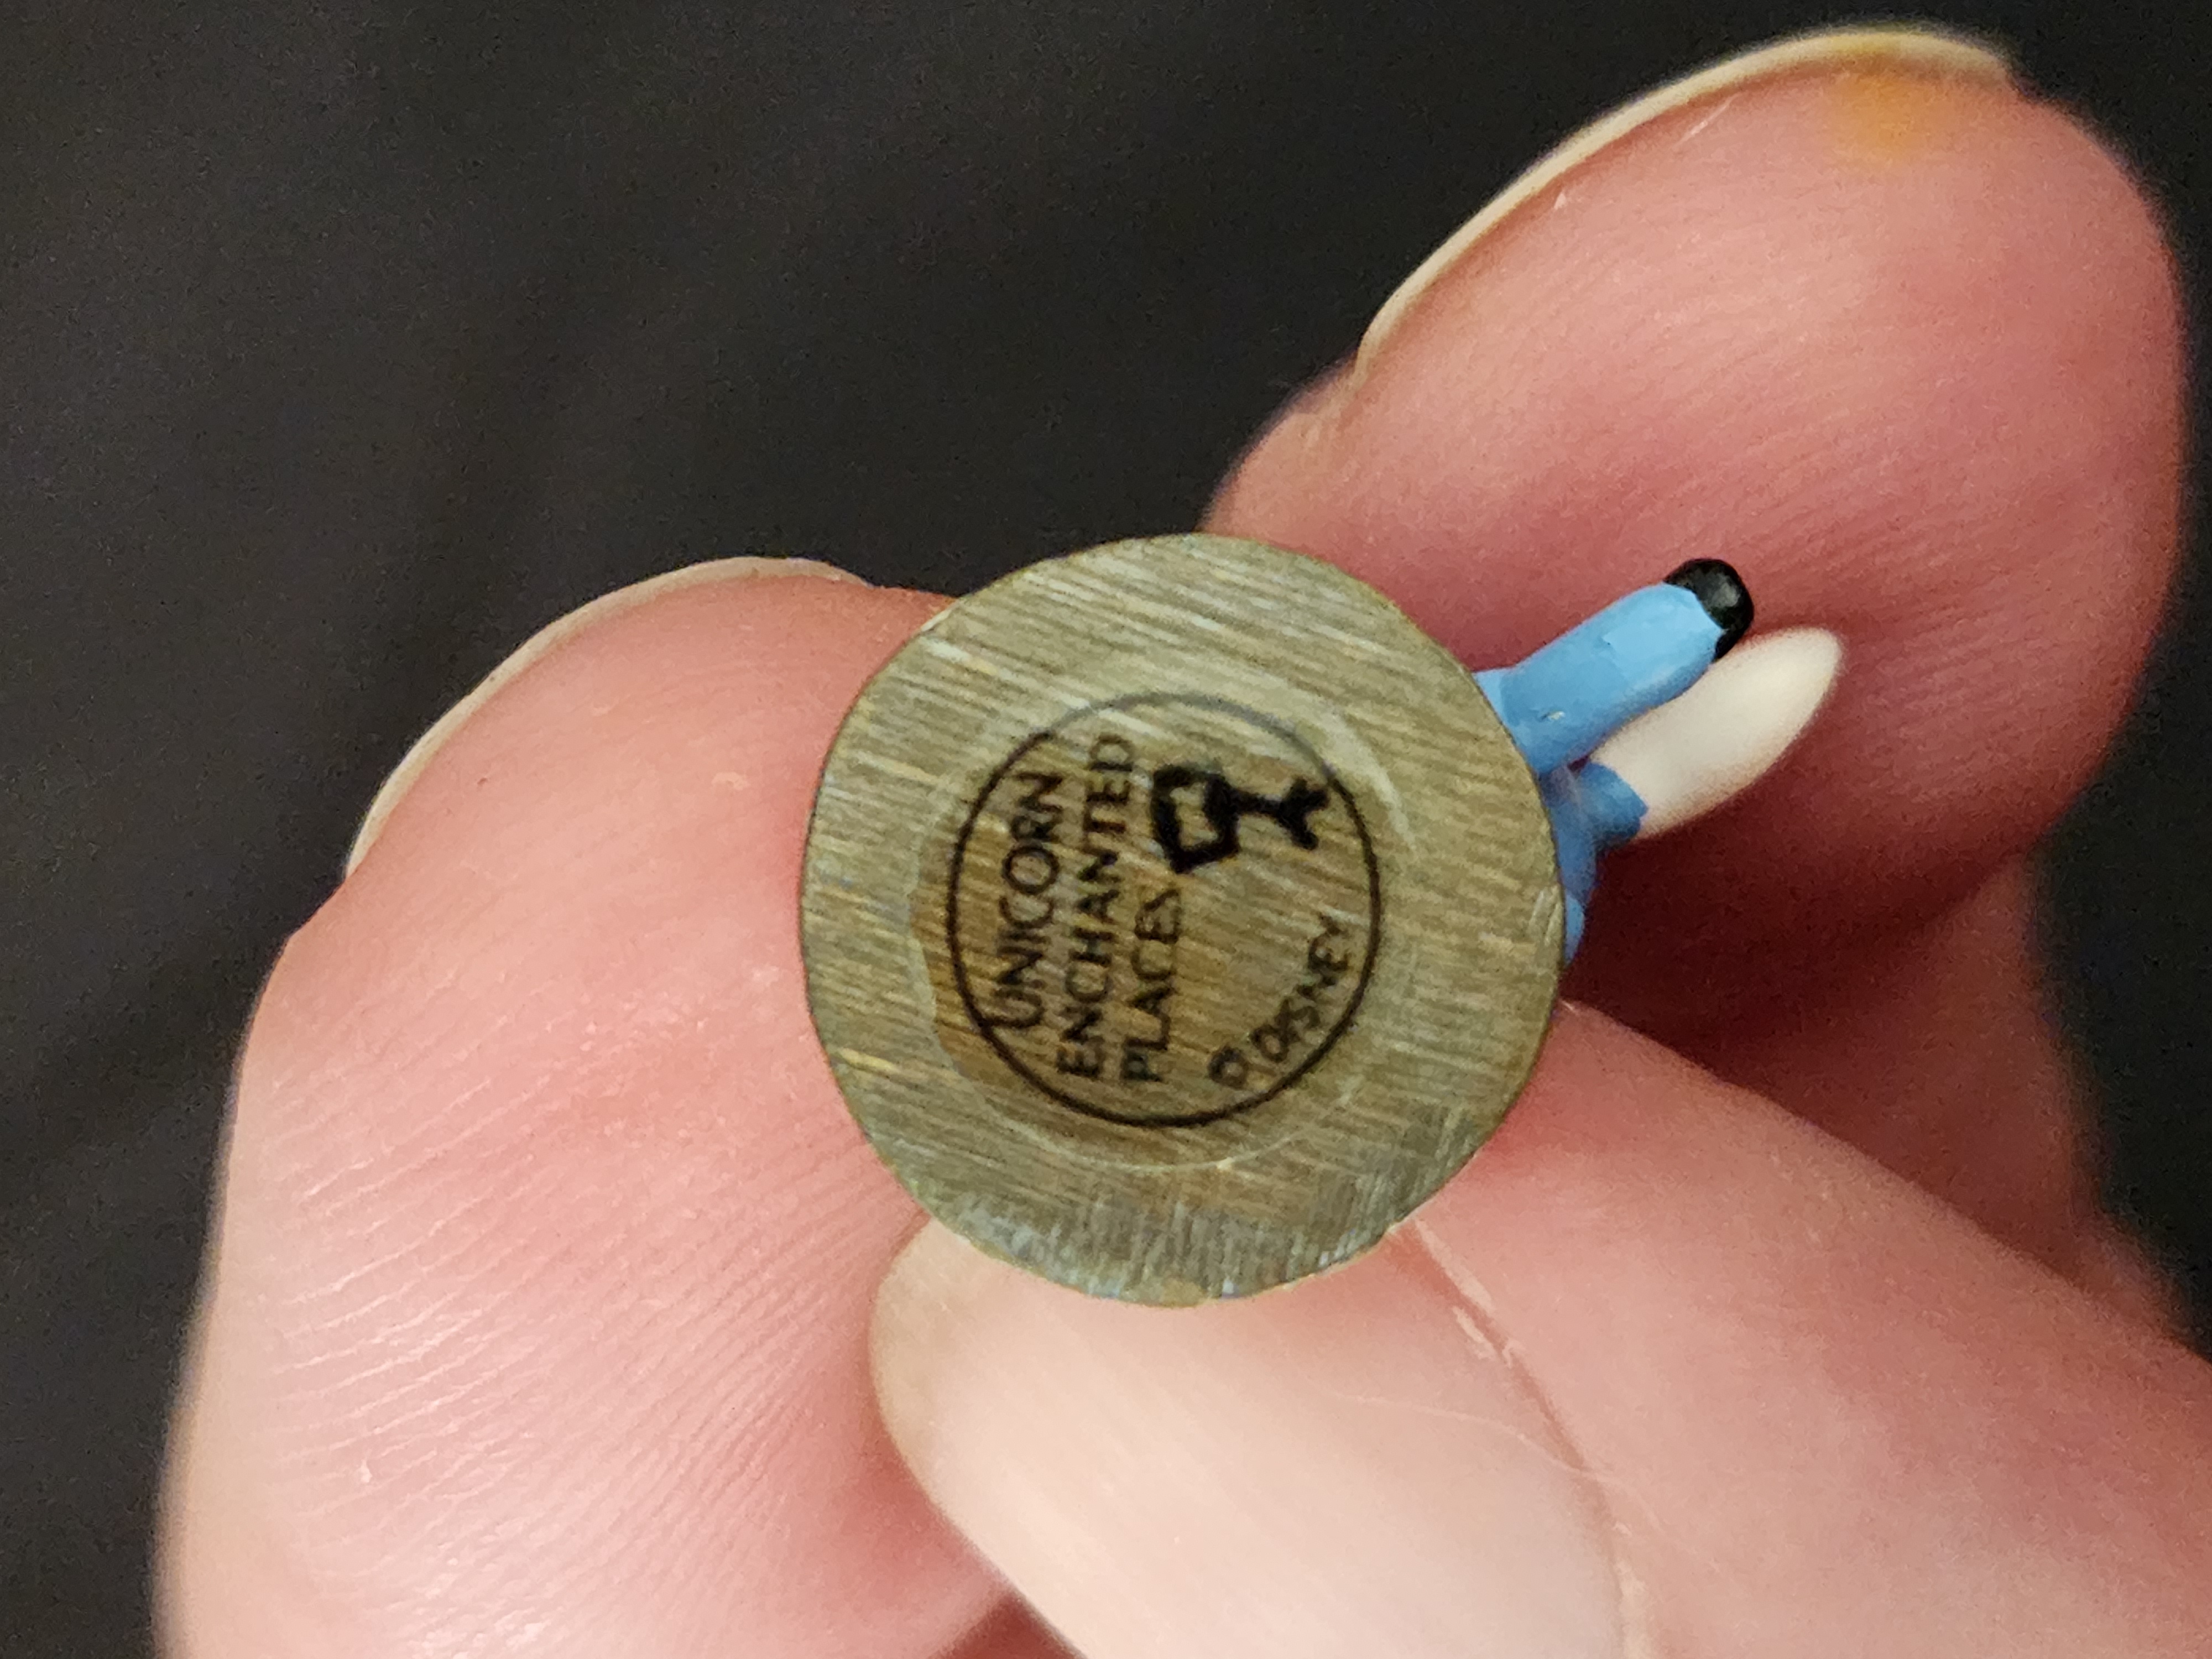 UNICORN
ENCHANTED
PLACES
© DISNEY